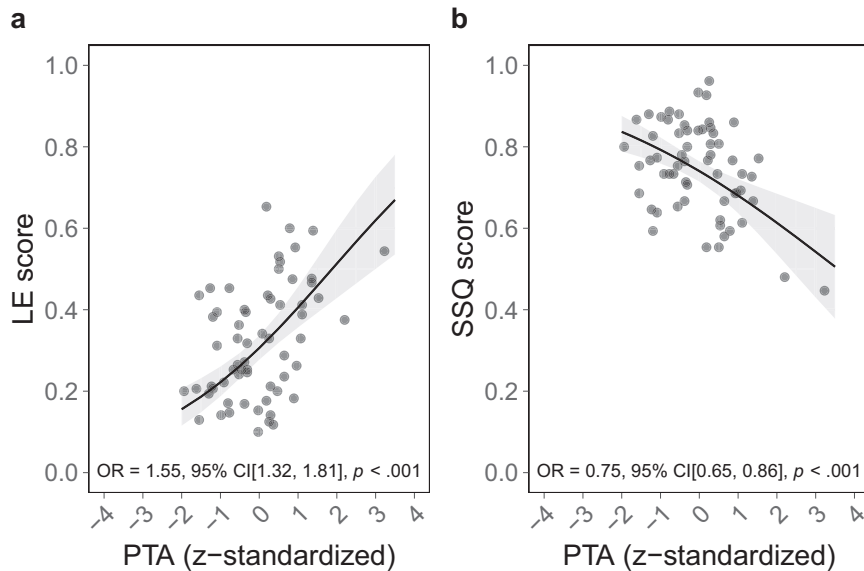 a
b
LE score
1.0
0.8
0.6
0.4
0.2
0.0
OR = 1.55, 95% CI[1.32, 1.81], p < .001
−4 −3 −2 −1 0 1 2 3 4
PTA (z−standardized)
SSQ score
1.0
0.8
0.6
0.4
0.2
0.0
OR = 0.75, 95% CI[0.65, 0.86], p < .001
−4 −3 −2 −1 0 1 2 3 4
PTA (z−standardized)